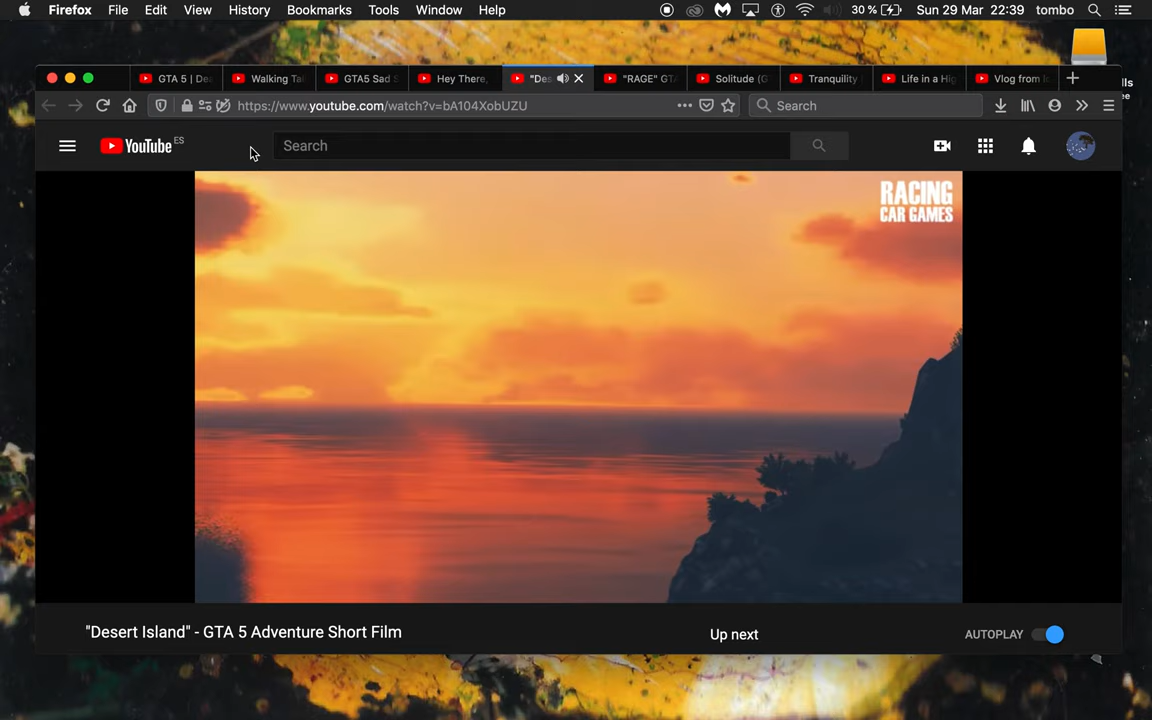 Firefox File Edit View History Bookmarks Tools Window Help 30 % Sun 29 Mar 22:39 tombo
GTA 5 | De
Walking Ta
GTA5 Sad
Hey There,
"Des
"RAGE" GT
Solitude (G
Tranquility
Life in a Hi
Vlog from
https://www.youtube.com/watch?v=bA104XobUZU
Search
YouTube ES
Search
RACING
CAR GAMES
"Desert Island" - GTA 5 Adventure Short Film
Up next
AUTOPLAY